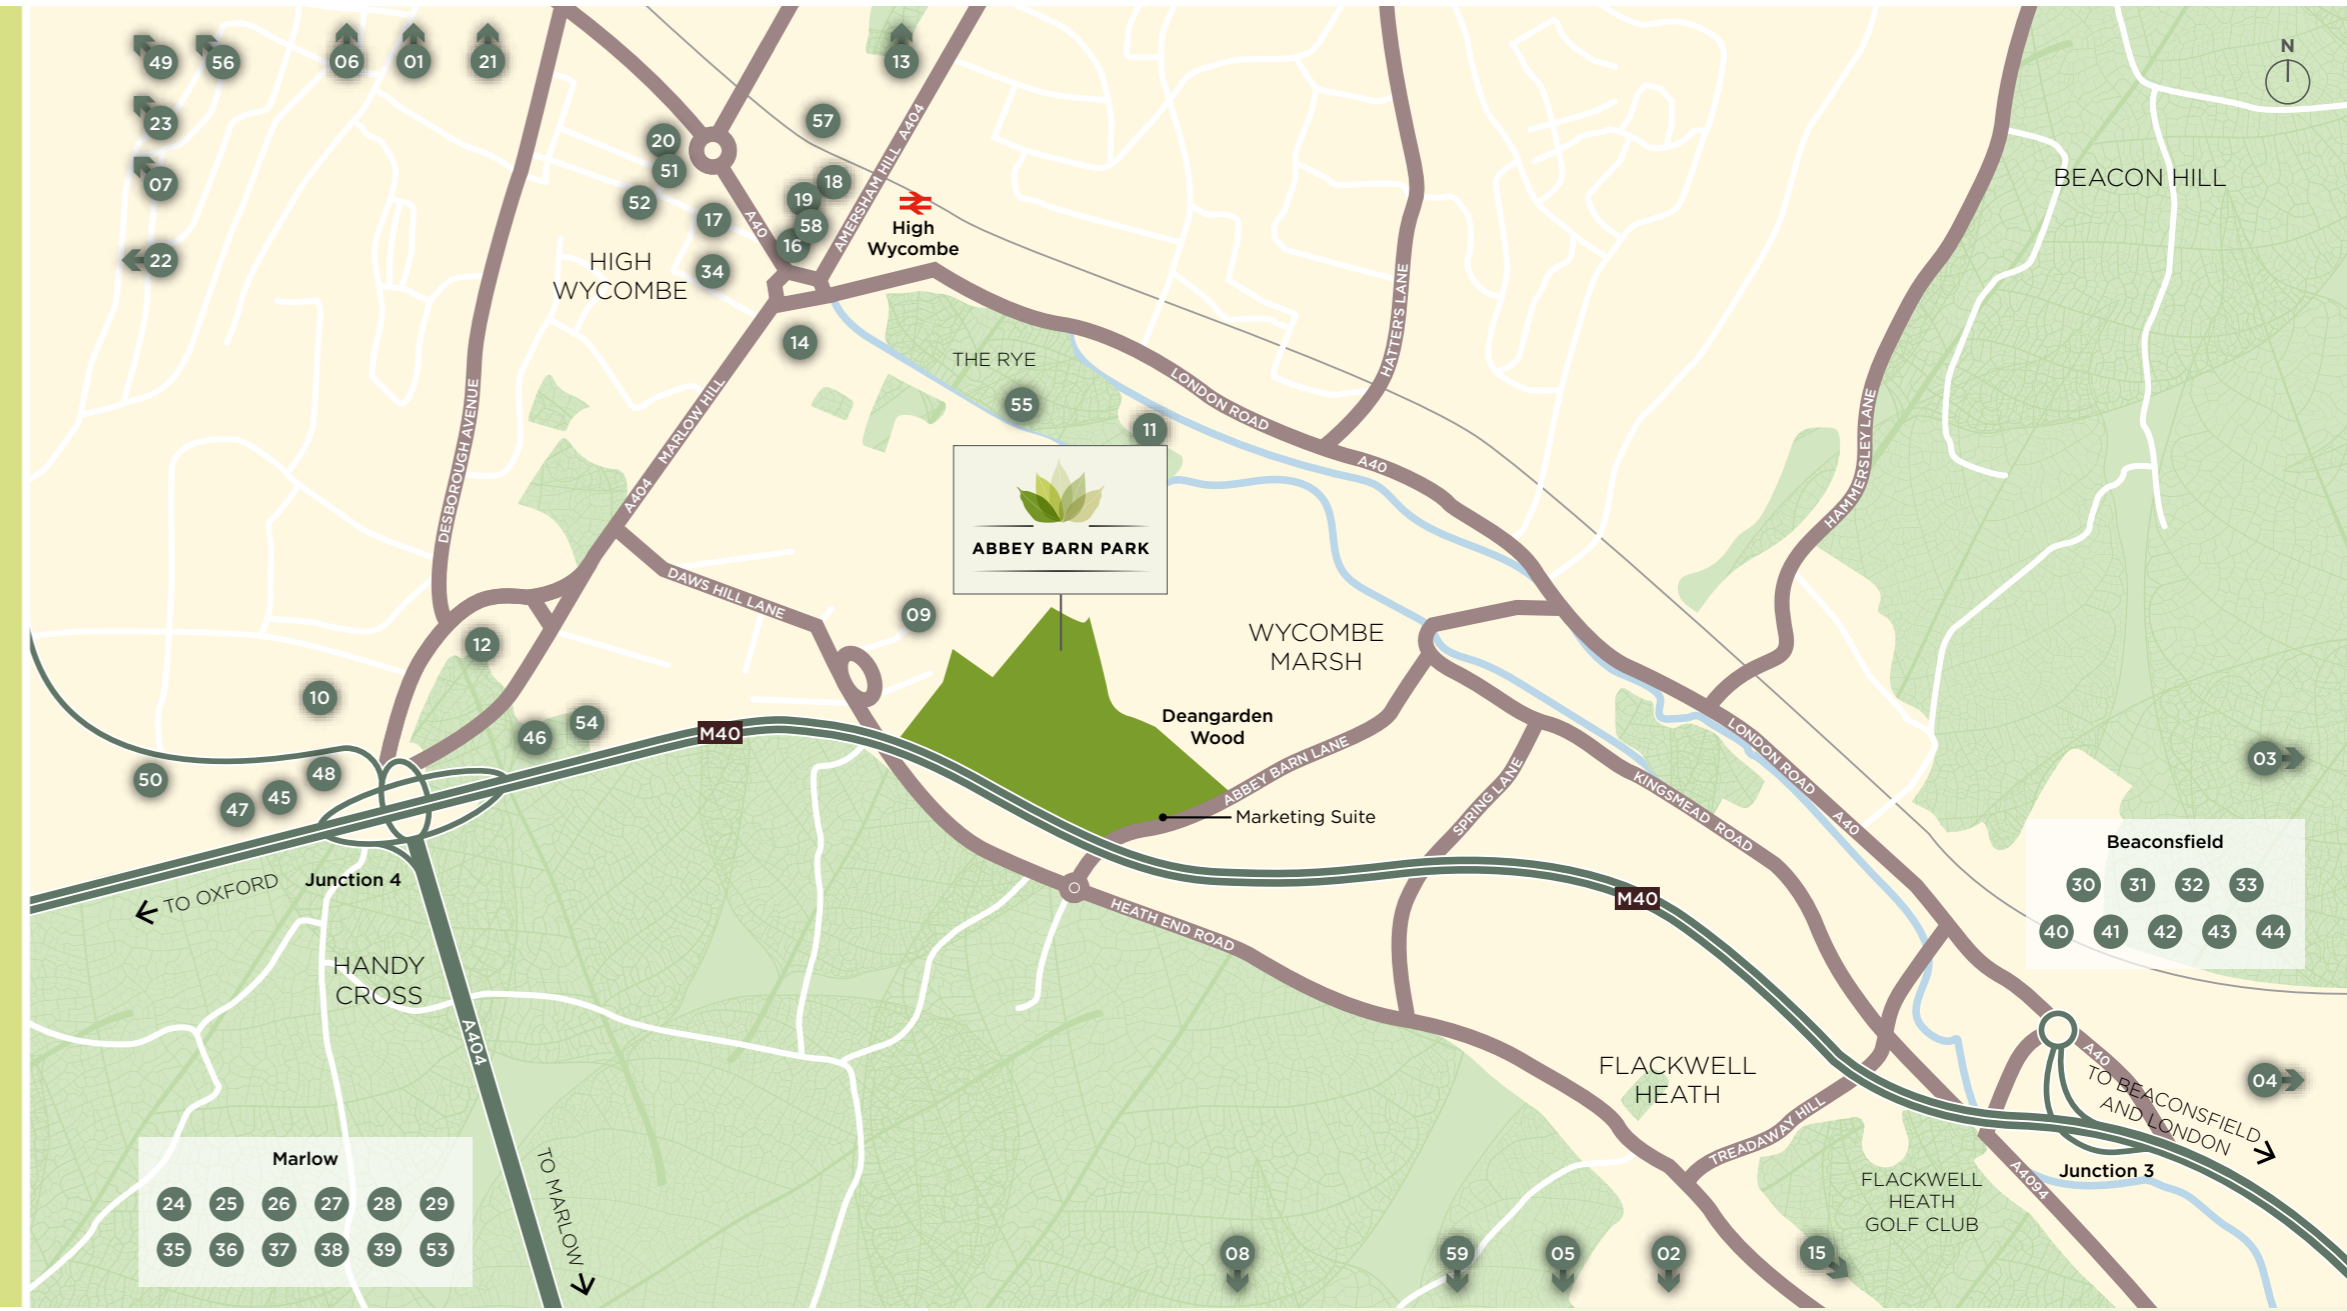 49
56
06
01
21
13
N
23
07
22
20
51
52
57
18
19
58
17
16
34
14
A40
AMERSHAM HILL A404
High
Wycombe
HIGH
WYCOMBE
BEACON HILL
THE RYE
55
11
LONDON ROAD
A40
HATTER'S LANE
HAMMERSLEY LANE
DESBOROUGH AVENUE
MARLOW HILL
A404
ABBEY BARN PARK
DAWS HILL LANE
09
12
10
46
54
50
47
45
48
M40
WYCOMBE
MARSH
Deangarden
Wood
ABBEY BARN LANE
Marketing Suite
SPRING LANE
KINGSMEAD ROAD
LONDON ROAD
A40
03
Beaconsfield
30
31
32
33
40
41
42
43
44
TO OXFORD
Junction 4
M40
HEATH END ROAD
HANDY
CROSS
A404
FLACKWELL
HEATH
TREADAWAY HILL
A40
TO BEACONSFIELD
AND LONDON
04
Junction 3
A4094
FLACKWELL
HEATH
GOLF CLUB
Marlow
24
25
26
27
28
29
35
36
37
38
39
53
TO MARLOW
08
59
05
02
15